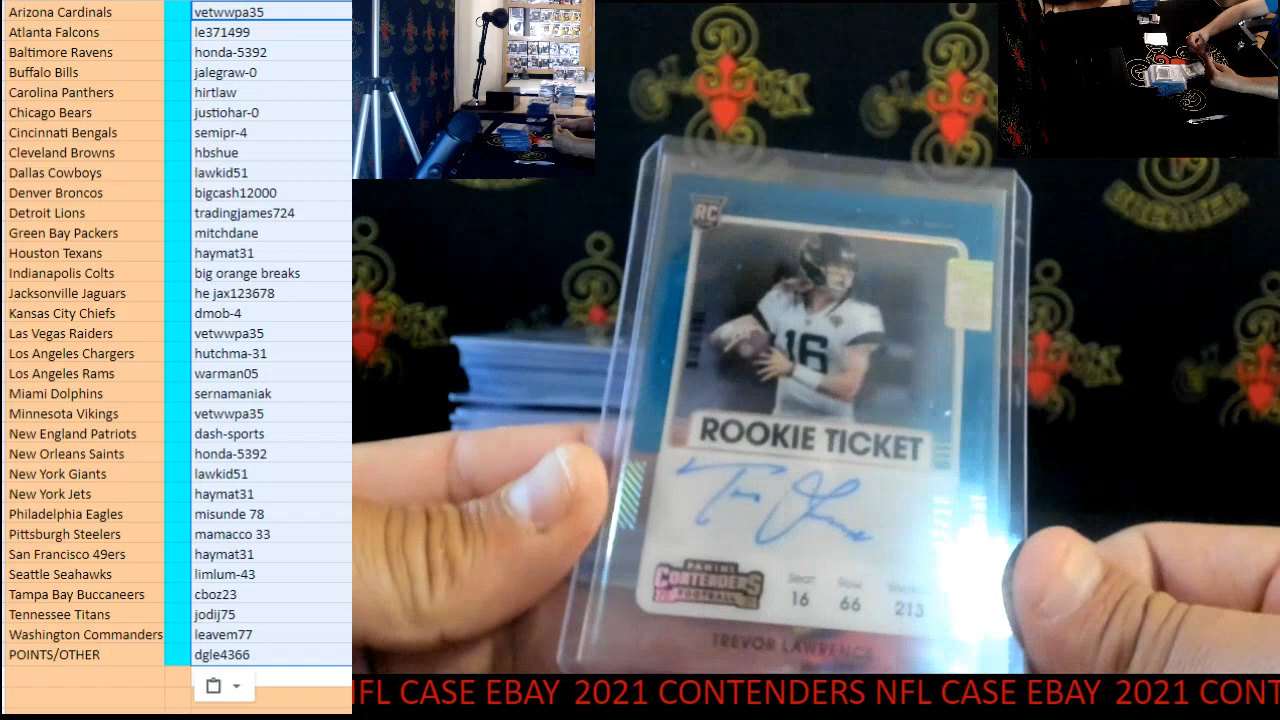 Arizona Cardinals vetwwpa35
Atlanta Falcons le371499
Baltimore Ravens honda-5392
Buffalo Bills jalegraw-0
Carolina Panthers hirtlaw
Chicago Bears justiohar-0
Cincinnati Bengals semipr-4
Cleveland Browns hbshue
Dallas Cowboys lawkid51
Denver Broncos bigcash12000
Detroit Lions tradingjames724
Green Bay Packers mitchdane
Houston Texans haymat31
Indianapolis Colts big orange breaks
Jacksonville Jaguars he jax123678
Kansas City Chiefs dmob-4
Las Vegas Raiders vetwwpa35
Los Angeles Chargers hutchma-31
Los Angeles Rams warman05
Miami Dolphins sernamaniak
Minnesota Vikings vetwwpa35
New England Patriots dash-sports
New Orleans Saints honda-5392
New York Giants lawkid51
New York Jets haymat31
Philadelphia Eagles misunde 78
Pittsburgh Steelers mamacco 33
San Francisco 49ers haymat31
Seattle Seahawks limlum-43
Tampa Bay Buccaneers cboz23
Tennessee Titans jodij75
Washington Commanders leavem77
POINTS/OTHER dgle4366
BREAKER
RC
16
ROOKIE TICKET
PANINI
CONTENDERS
FOOTBALL
Seat Row
16 66 213
TREVOR LAWRENCE
IFL CASE EBAY 2021 CONTENDERS NFL CASE EBAY 2021 CONT